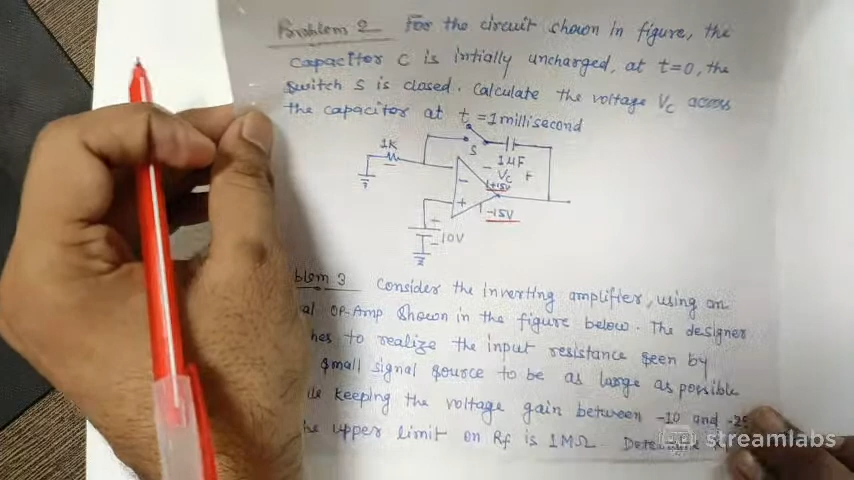 Problem 2 For the circuit shown in figure, the
capacitor C is intially uncharged, at t=0, the
switch S is closed. Calculate the voltage Vc across
the capacitor at t = 1 millisecond
1K
S
1µF
- Vc +
+15V
-
+
-15V
+
- 10V
blem 3 Consider the inverting amplifier, using an
al OP-Amp shown in the figure below. The designer
hes to realize the input resistance seen by
small signal source to be as large as possible
le keeping the voltage gain between -10 and -25
he upper limit on Rf is 1MΩ.
streamlabs